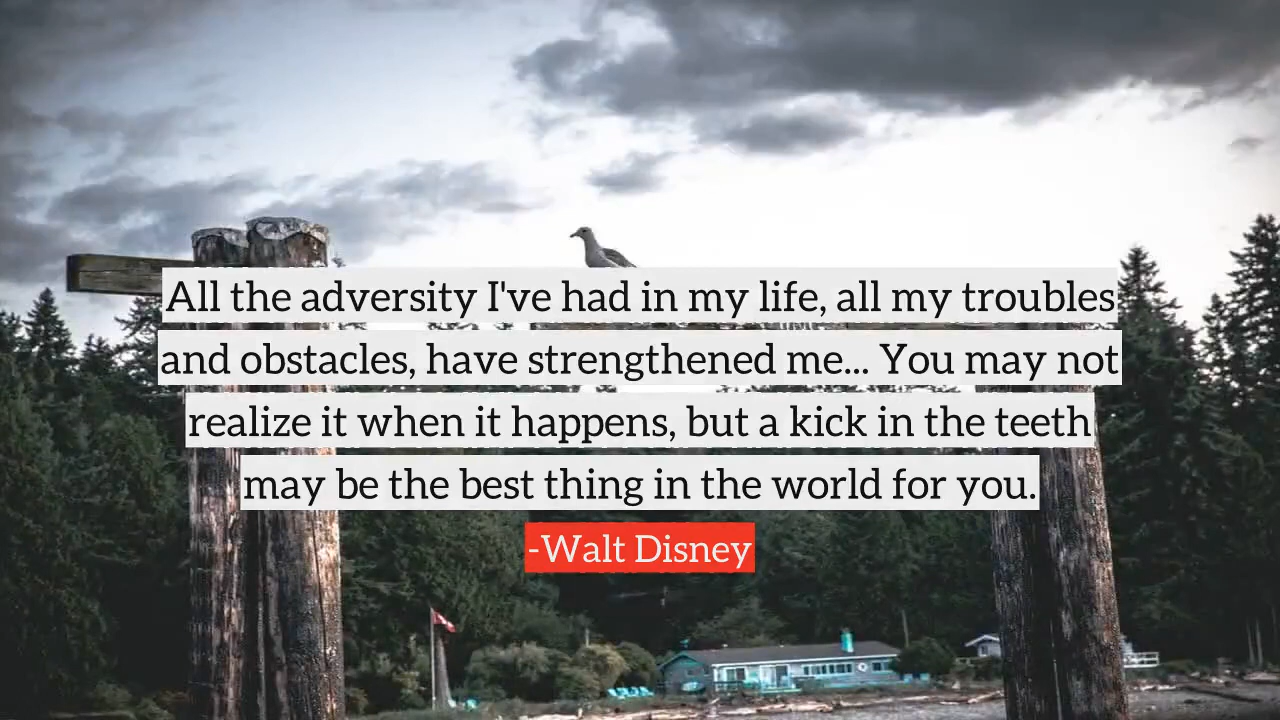 All the adversity I've had in my life, all my troubles
and obstacles, have strengthened me... You may not
realize it when it happens, but a kick in the teeth
may be the best thing in the world for you.
-Walt Disney